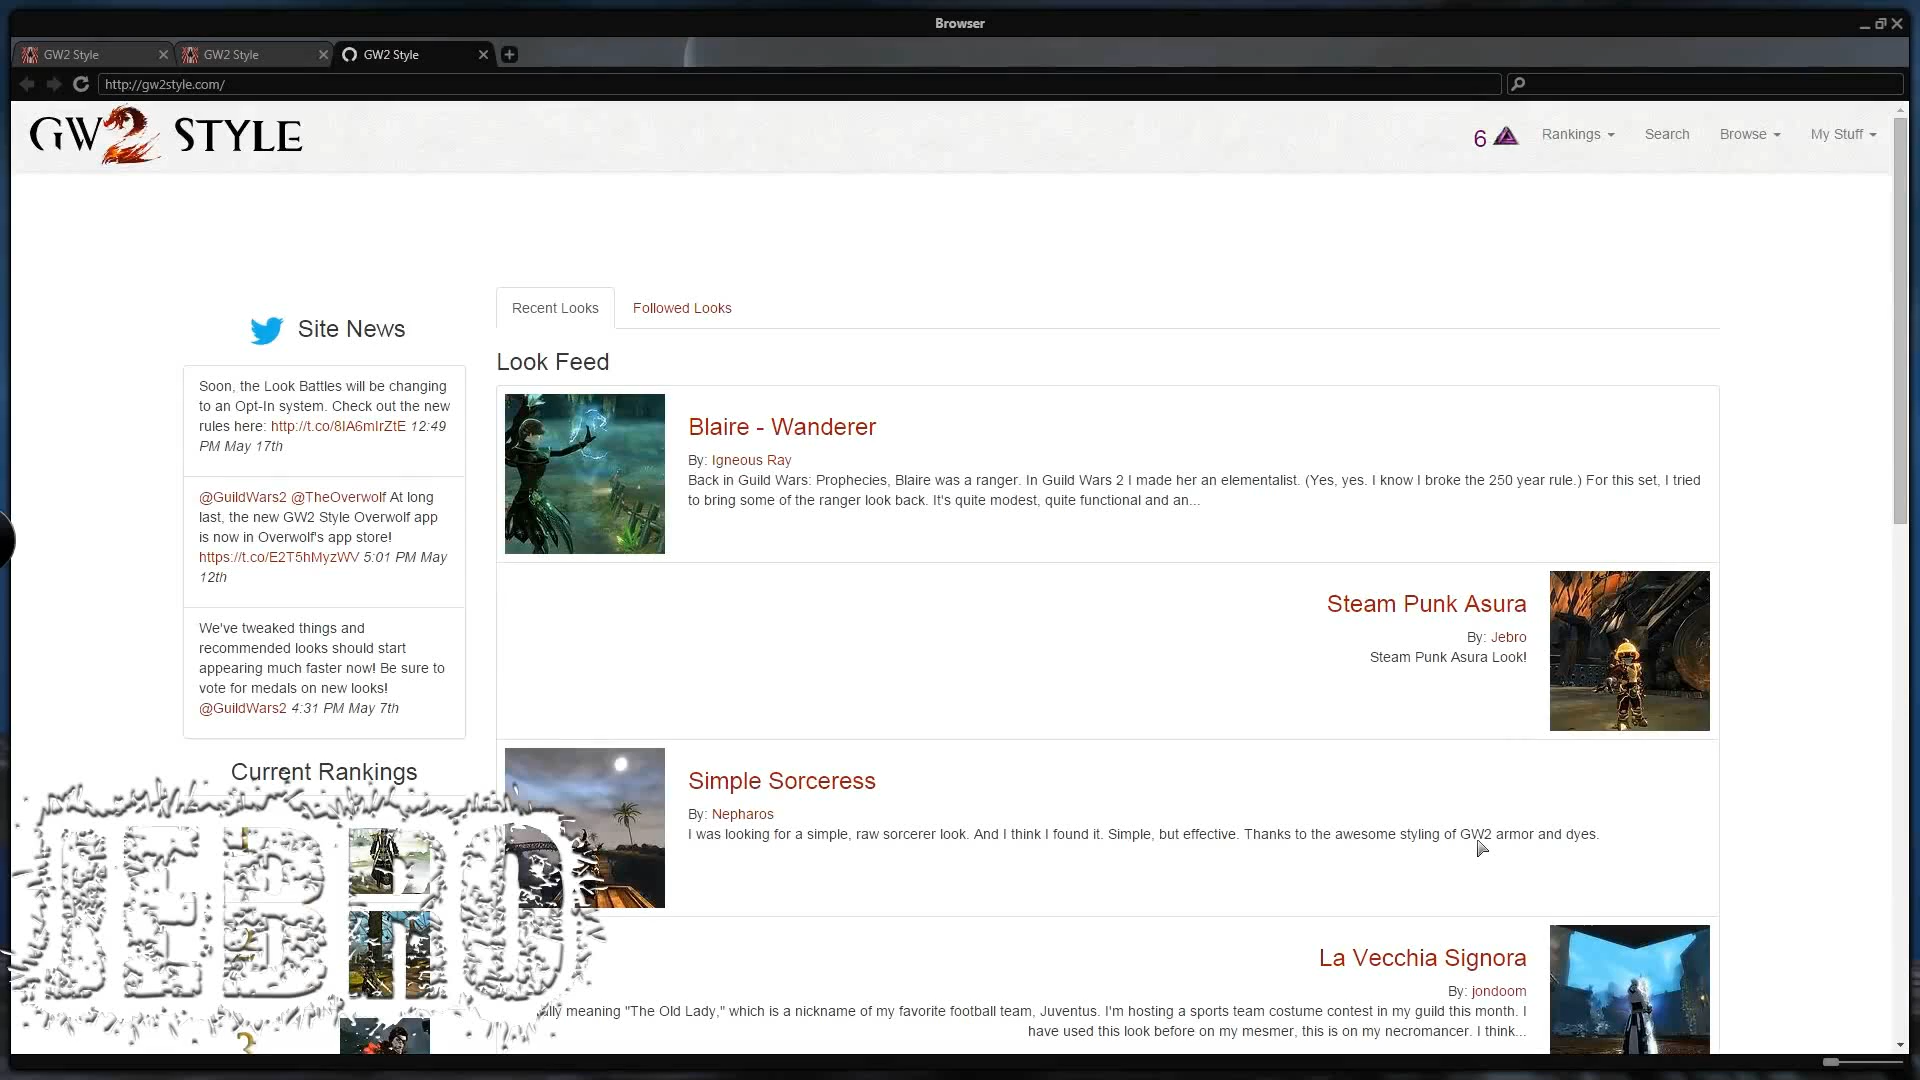 Browser
GW2 Style
GW2 Style
GW2 Style
http://gw2style.com/
GW2 STYLE
6
Rankings
Search
Browse
My Stuff
Site News
Soon, the Look Battles will be changing
to an Opt-In system. Check out the new
rules here: http://t.co/8IA6mIrZtE 12:49
PM May 17th
@GuildWars2 @TheOverwolf At long
last, the new GW2 Style Overwolf app
is now in Overwolf's app store!
https://t.co/E2T5hMyzWV 5:01 PM May
12th
We've tweaked things and
recommended looks should start
appearing much faster now! Be sure to
vote for medals on new looks!
@GuildWars2 4:31 PM May 7th
Current Rankings
1
2
3
JEBRO
Recent Looks
Followed Looks
Look Feed
Blaire - Wanderer
By: Igneous Ray
Back in Guild Wars: Prophecies, Blaire was a ranger. In Guild Wars 2 I made her an elementalist. (Yes, yes. I know I broke the 250 year rule.) For this set, I tried
to bring some of the ranger look back. It's quite modest, quite functional and an...
Steam Punk Asura
By: Jebro
Steam Punk Asura Look!
Simple Sorceress
By: Nepharos
I was looking for a simple, raw sorcerer look. And I think I found it. Simple, but effective. Thanks to the awesome styling of GW2 armor and dyes.
La Vecchia Signora
By: jondoom
meaning "The Old Lady," which is a nickname of my favorite football team, Juventus. I'm hosting a sports team costume contest in my guild this month. I
have used this look before on my mesmer, this is on my necromancer. I think...